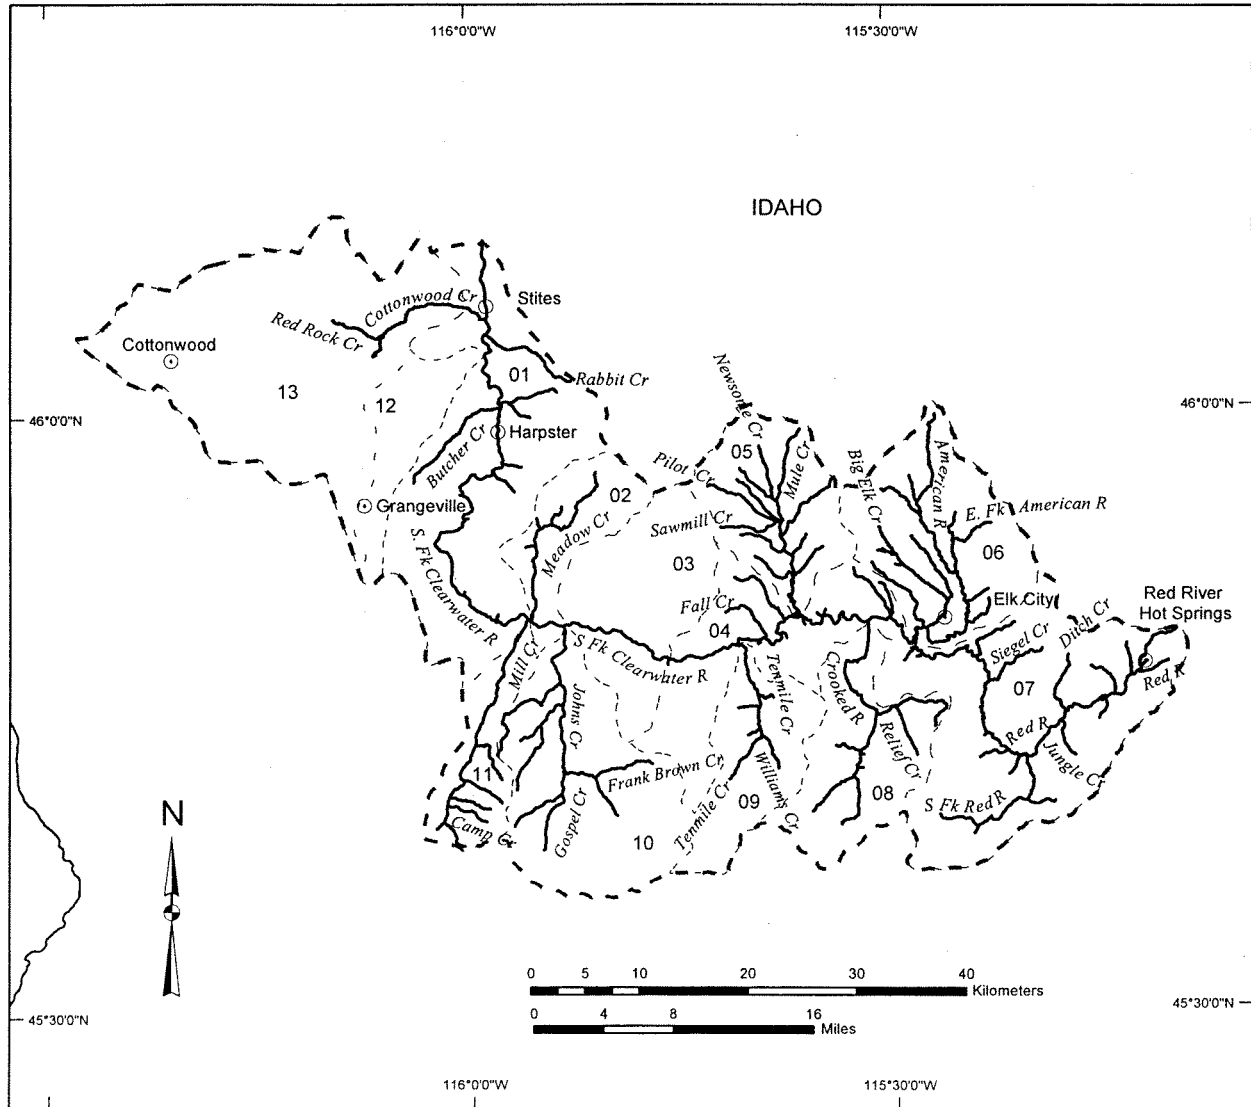 116°0'0"W
115°30'0"W
IDAHO
Stites
Cottonwood Cr
Red Rock Cr
Cottonwood
01
Rabbit Cr
13
12
46°0'0"N
46°0'0"N
Harpster
Butcher Cr
Newsome Cr
05
Mule Cr
Pilot Cr
Big Elk Cr
American R
02
Grangeville
E. Fk American R
Sawmill Cr
Meadow Cr
06
03
S. Fk Clearwater R
Red River
Hot Springs
Elk City
Fall Cr
04
Ditch Cr
Siegel Cr
S Fk Clearwater R
Mill Cr
Tenmile Cr
Crooked R
Red R
07
Johns Cr
Red R
Relief Cr
Jungle Cr
11
Frank Brown Cr
Williams Cr
09
08
S Fk Red R
Camp Cr
Gospel Cr
Tenmile Cr
10
N
0 5 10 20 30 40
Kilometers
0 4 8 16
Miles
45°30'0"N
45°30'0"N
116°0'0"W
115°30'0"W